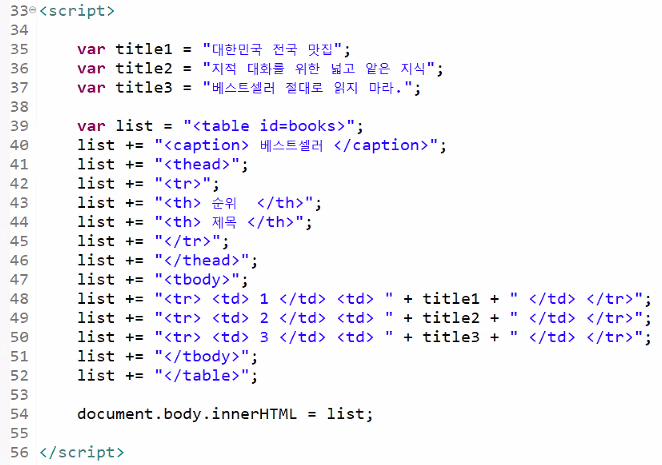 33 <script>
34
35 var title1 = "대한민국 전국 맛집";
36 var title2 = "지적 대화를 위한 넓고 얕은 지식";
37 var title3 = "베스트셀러 절대로 읽지 마라.";
38
39 var list = "<table id=books>";
40 list += "<caption> 베스트셀러 </caption>";
41 list += "<thead>";
42 list += "<tr>";
43 list += "<th> 순위  </th>";
44 list += "<th> 제목 </th>";
45 list += "</tr>";
46 list += "</thead>";
47 list += "<tbody>";
48 list += "<tr> <td> 1 </td> <td> " + title1 + " </td> </tr>";
49 list += "<tr> <td> 2 </td> <td> " + title2 + " </td> </tr>";
50 list += "<tr> <td> 3 </td> <td> " + title3 + " </td> </tr>";
51 list += "</tbody>";
52 list += "</table>";
53
54 document.body.innerHTML = list;
55
56 </script>